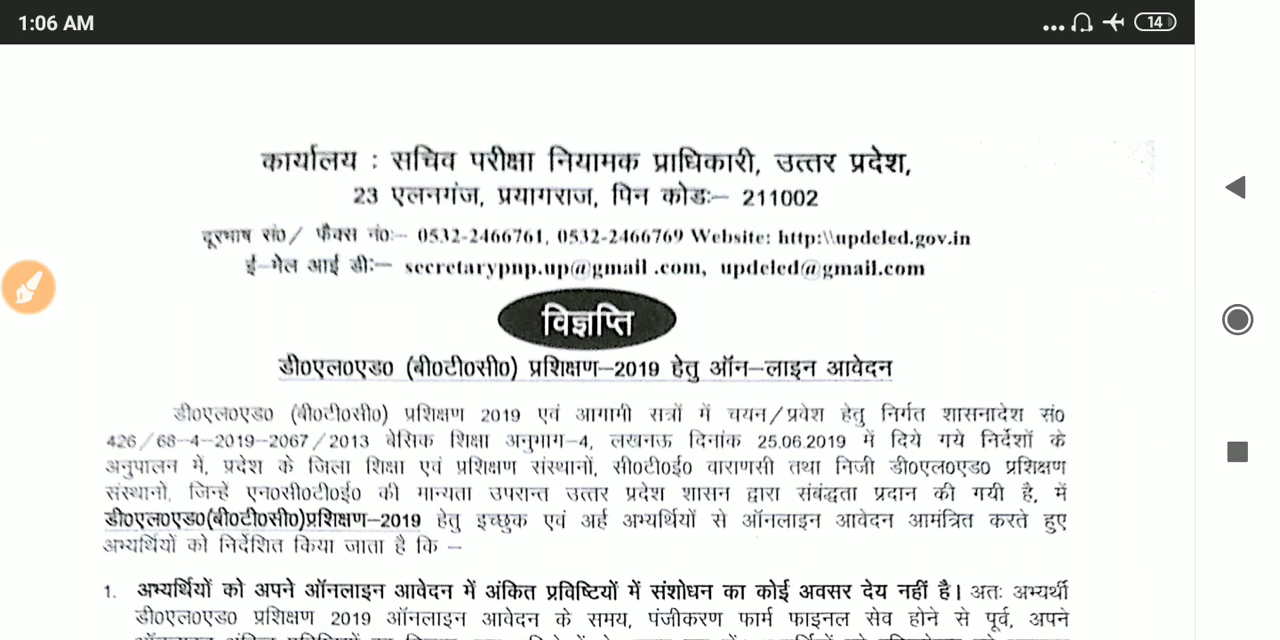 1:06 AM
14
कार्यालय : सचिव परीक्षा नियामक प्राधिकारी, उत्तर प्रदेश,
23 एलनगंज, प्रयागराज, पिन कोडः– 211002
दूरभाष सं0/ फैक्स नं0:– 0532-2466761, 0532-2466769 Website: http:\\updeled.gov.in
ई–मेल आई डीः– secretarypnp.up@gmail .com, updeled@gmail.com
विज्ञप्ति
डी0एल0एड0 (बी0टी0सी0) प्रशिक्षण–2019 हेतु ऑन–लाइन आवेदन
डी0एल0एड0 (बी0टी0सी0) प्रशिक्षण 2019 एवं आगामी सत्रों में चयन/प्रवेश हेतु निर्गत शासनादेश सं0
426/68-4-2019-2067/2013 बेसिक शिक्षा अनुभाग-4, लखनऊ दिनांक 25.06.2019 में दिये गये निर्देशों के
अनुपालन में, प्रदेश के जिला शिक्षा एवं प्रशिक्षण संस्थानों, सी0टी0ई0 वाराणसी तथा निजी डी0एल0एड0 प्रशिक्षण
संस्थानों, जिन्हें एन0सी0टी0ई0 की मान्यता उपरान्त उत्तर प्रदेश शासन द्वारा संबंद्धता प्रदान की गयी है, में
डी0एल0एड0(बी0टी0सी0)प्रशिक्षण–2019 हेतु इच्छुक एवं अर्ह अभ्यर्थियों से ऑनलाइन आवेदन आमंत्रित करते हुए
अभ्यर्थियों को निर्देशित किया जाता है कि –
1. अभ्यर्थियों को अपने ऑनलाइन आवेदन में अंकित प्रविष्टियों में संशोधन का कोई अवसर देय नहीं है। अतः अभ्यर्थी
डी0एल0एड0 प्रशिक्षण 2019 ऑनलाइन आवेदन के समय, पंजीकरण फार्म फाइनल सेव होने से पूर्व, अपने